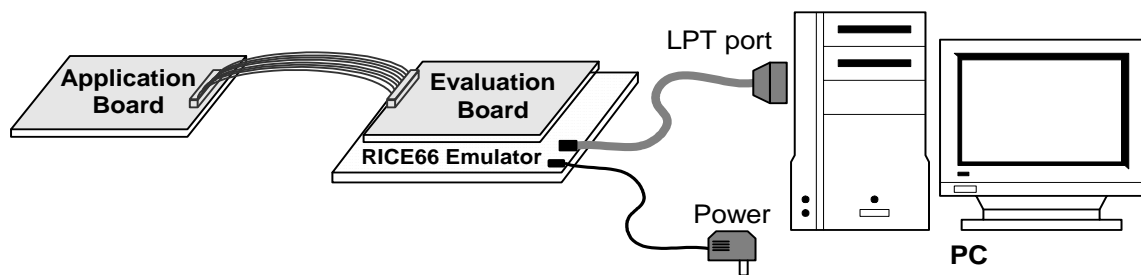 LPT port
Application
Board
Evaluation
Board
RICE66 Emulator
Power
PC